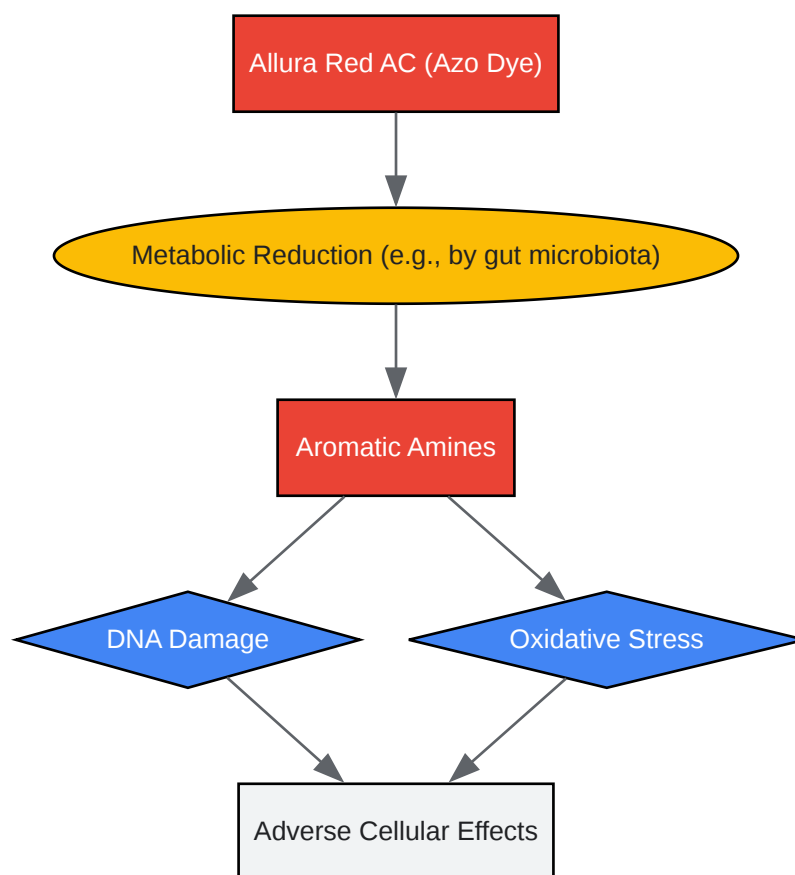 Allura Red AC (Azo Dye)
Metabolic Reduction (e.g., by gut microbiota)
Aromatic Amines
DNA Damage
Oxidative Stress
Adverse Cellular Effects